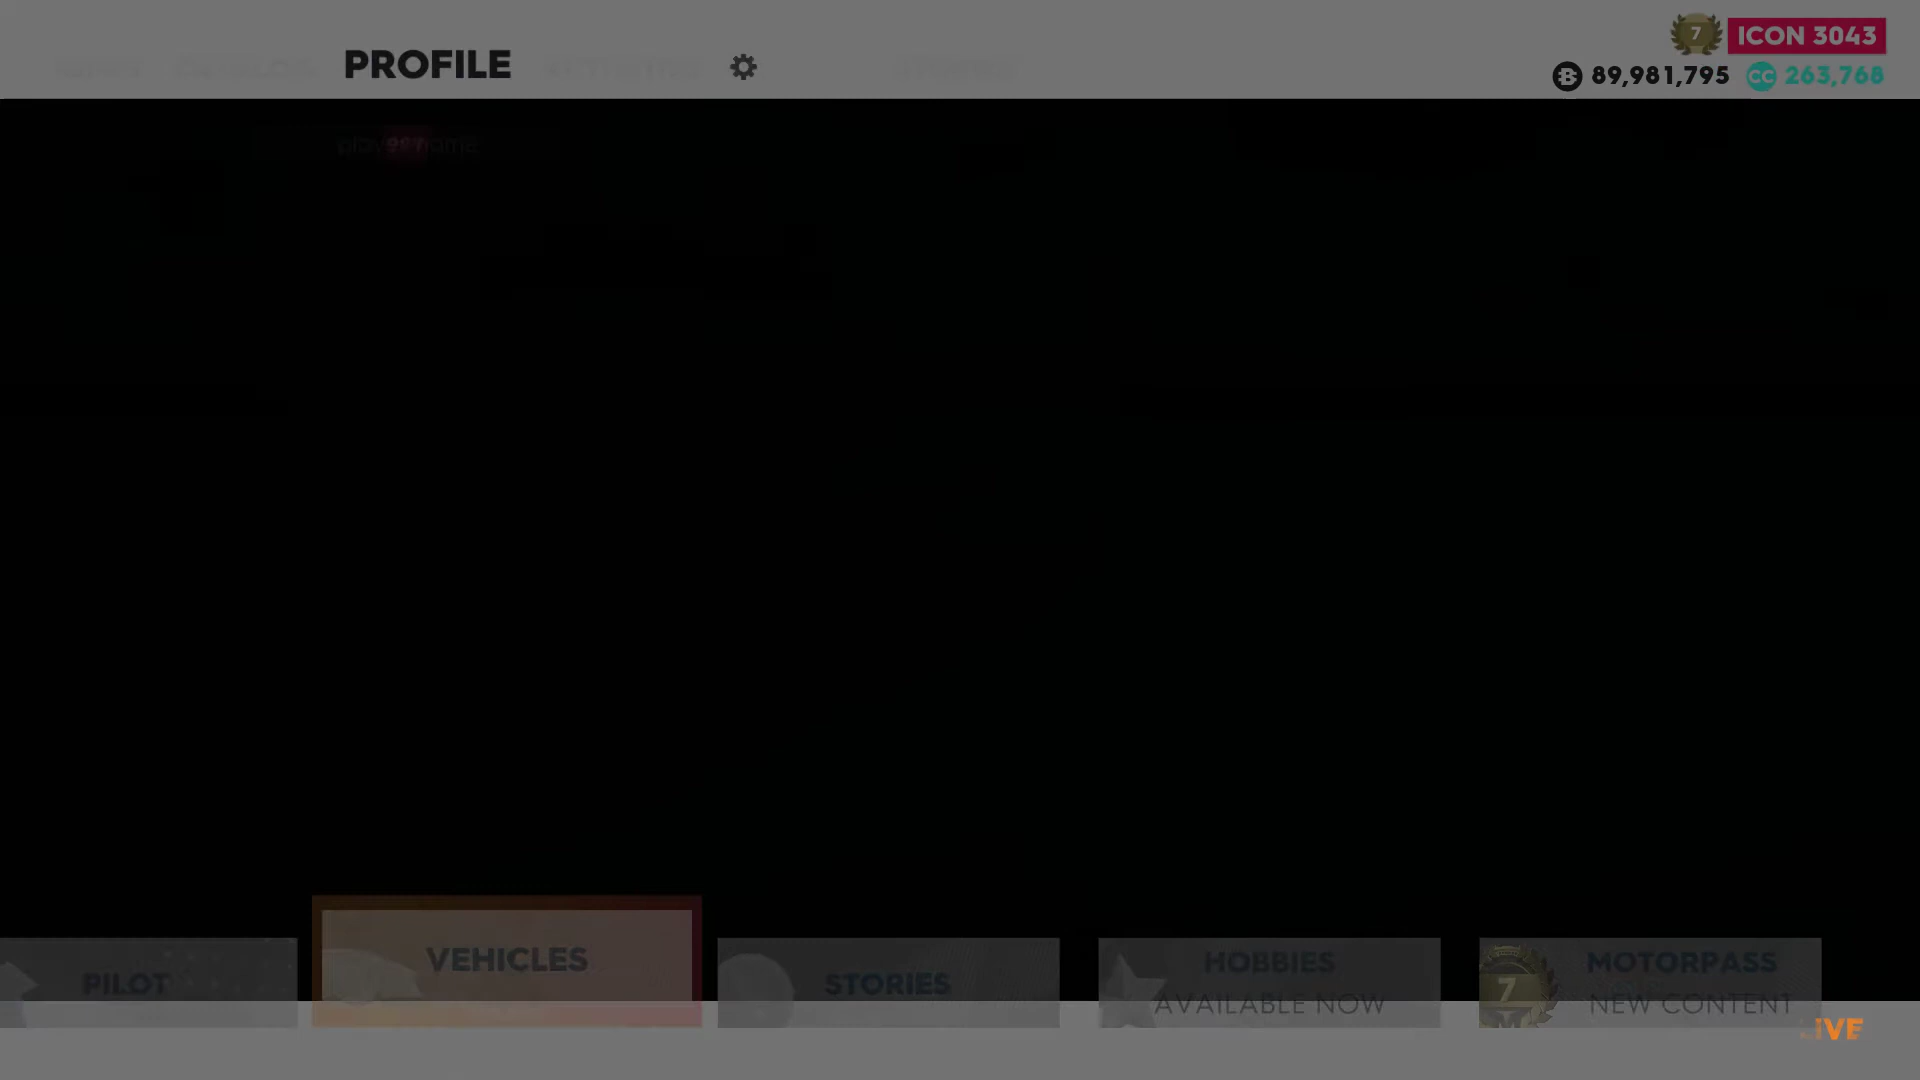 PROFILE
7 ICON 3043
89,981,795 CC 263,768
VEHICLES
PILOT
STORIES
HOBBIES
AVAILABLE NOW
7
MOTORPASS
NEW CONTENT
LIVE